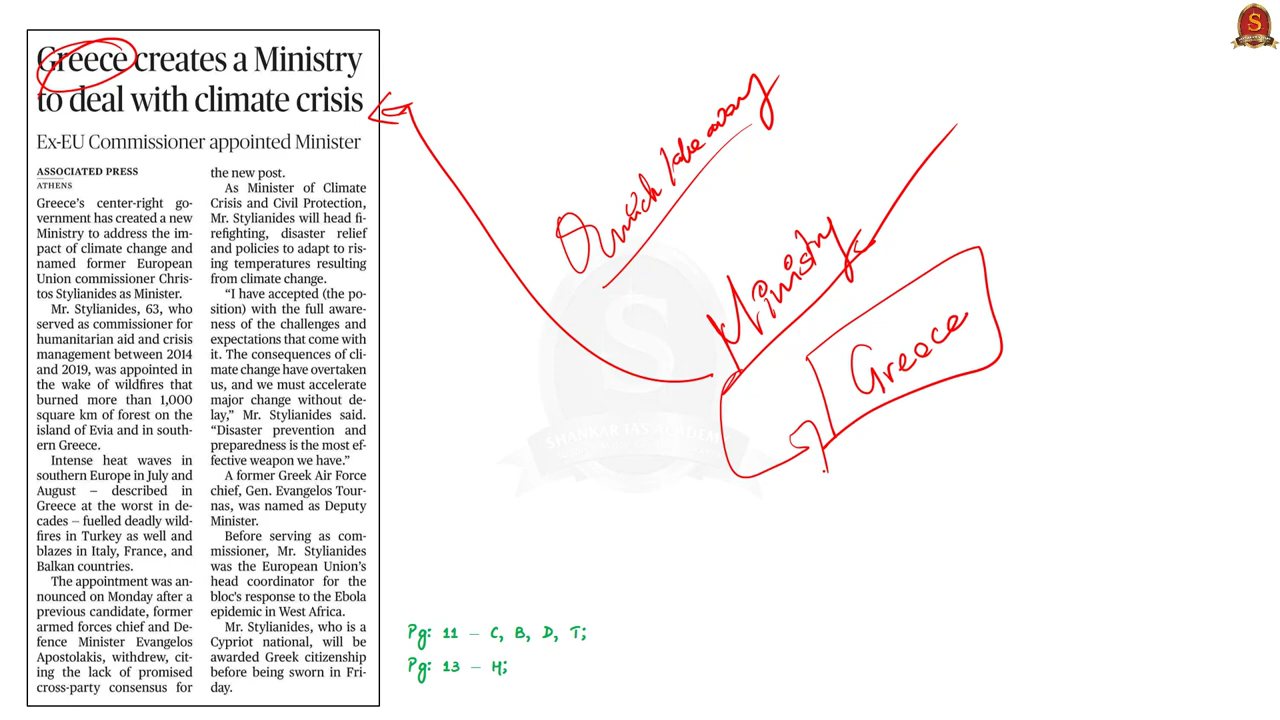 Greece creates a Ministry
to deal with climate crisis
Ex-EU Commissioner appointed Minister
ASSOCIATED PRESS
ATHENS
Greece's center-right go-
vernment has created a new
Ministry to address the im-
pact of climate change and
named former European
Union commissioner Chris-
tos Stylianides as Minister.
Mr. Stylianides, 63, who
served as commissioner for
humanitarian aid and crisis
management between 2014
and 2019, was appointed in
the wake of wildfires that
burned more than 1,000
square km of forest on the
island of Evia and in south-
ern Greece.
Intense heat waves in
southern Europe in July and
August – described in
Greece at the worst in de-
cades – fuelled deadly wild-
fires in Turkey as well and
blazes in Italy, France, and
Balkan countries.
The appointment was an-
nounced on Monday after a
previous candidate, former
armed forces chief and De-
fence Minister Evangelos
Apostolakis, withdrew, cit-
ing the lack of promised
cross-party consensus for
the new post.
As Minister of Climate
Crisis and Civil Protection,
Mr. Stylianides will head fi-
refighting, disaster relief
and policies to adapt to ris-
ing temperatures resulting
from climate change.
"I have accepted (the po-
sition) with the full aware-
ness of the challenges and
expectations that come with
it. The consequences of cli-
mate change have overtaken
us, and we must accelerate
major change without de-
lay," Mr. Stylianides said.
"Disaster prevention and
preparedness is the most ef-
fective weapon we have."
A former Greek Air Force
chief, Gen. Evangelos Tour-
nas, was named as Deputy
Minister.
Before serving as com-
missioner, Mr. Stylianides
was the European Union's
head coordinator for the
bloc's response to the Ebola
epidemic in West Africa.
Mr. Stylianides, who is a
Cypriot national, will be
awarded Greek citizenship
before being sworn in Fri-
day.
Quick take away
Ministry
Greece
SHANKAR IAS ACADEMY
Pg: 11 – C, B, D, T;
Pg: 13 – H;